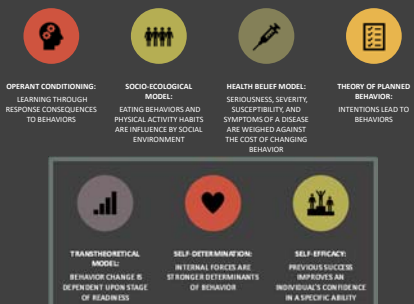 OPERANT CONDITIONING:
LEARNING THROUGH
RESPONSE CONSEQUENCES
TO BEHAVIORS
SOCIO-ECOLOGICAL
MODEL:
EATING BEHAVIORS AND
PHYSICAL ACTIVITY HABITS
ARE INFLUENCE BY SOCIAL
ENVIRONMENT
HEALTH BELIEF MODEL:
SERIOUSNESS, SEVERITY,
SUSCEPTIBILITY, AND
SYMPTOMS OF A DISEASE
ARE WEIGHED AGAINST
THE COST OF CHANGING
BEHAVIOR
THEORY OF PLANNED
BEHAVIOR:
INTENTIONS LEAD TO
BEHAVIORS
TRANSTHEORETICAL
MODEL:
BEHAVIOR CHANGE IS
DEPENDENT UPON STAGE
OF READINESS
SELF-DETERMINATION:
INTERNAL FORCES ARE
STRONGER DETERMINANTS
OF BEHAVIOR
SELF-EFFICACY:
PREVIOUS SUCCESS
IMPROVES AN
INDIVIDUAL'S CONFIDENCE
IN A SPECIFIC ABILITY